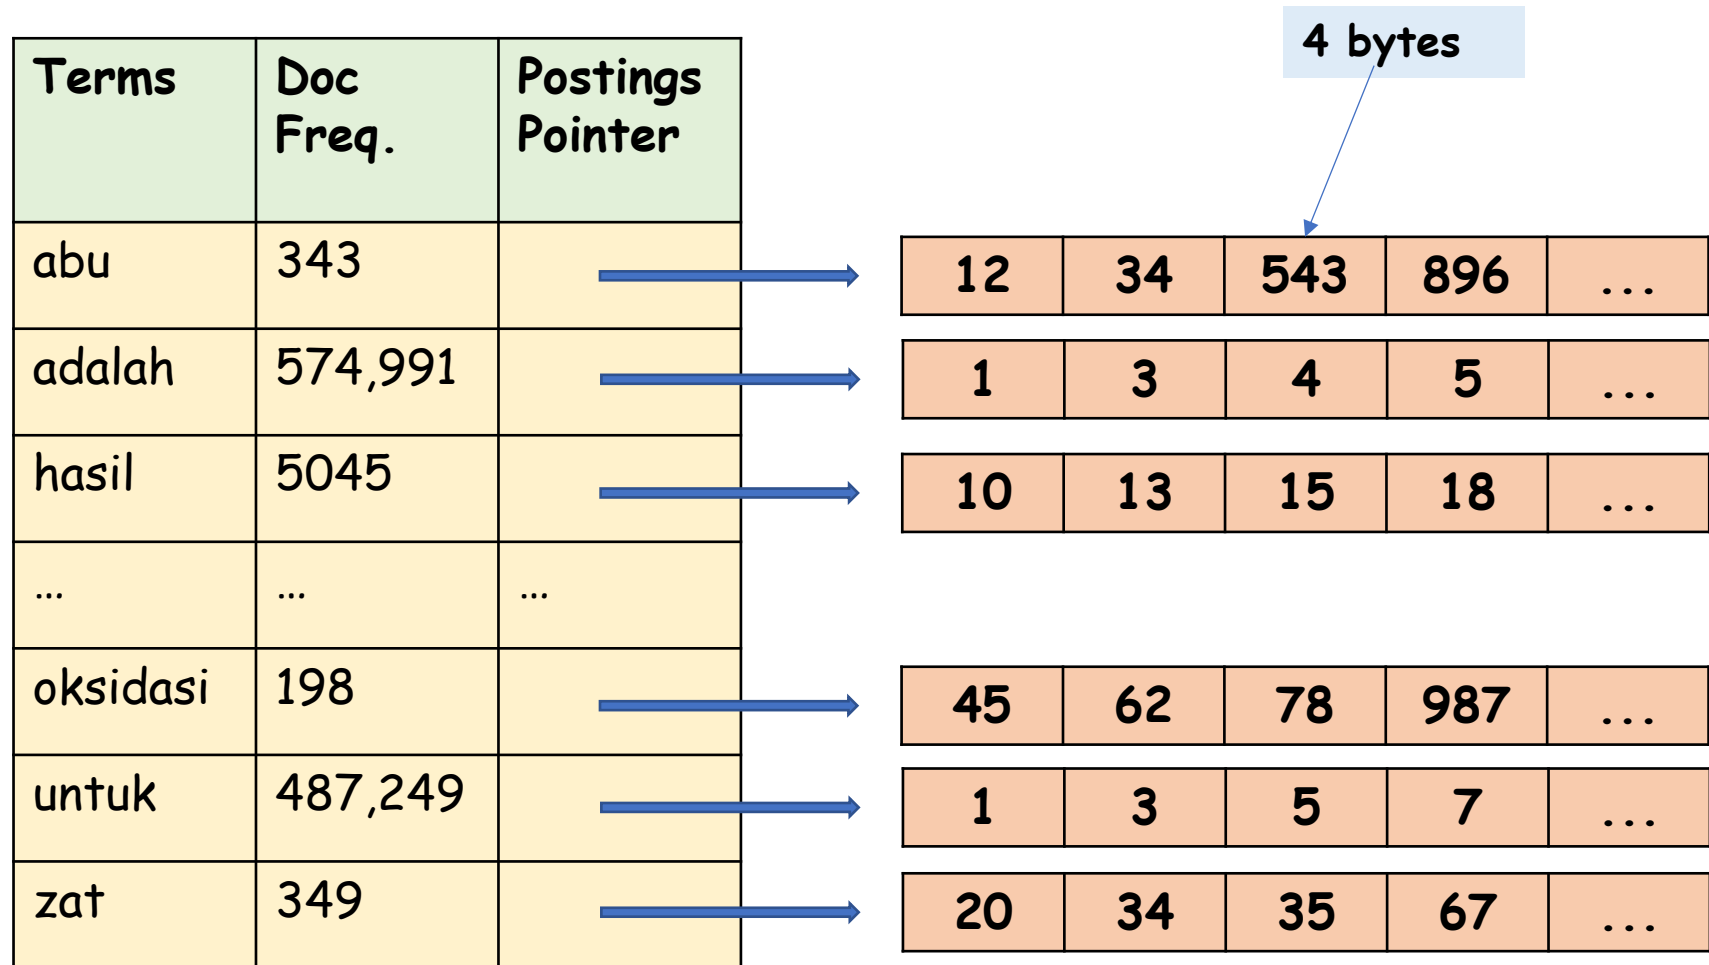 4 bytes
Terms Doc Freq. Postings Pointer
abu 343 12 34 543 896 ...
adalah 574,991 1 3 4 5 ...
hasil 5045 10 13 15 18 ...
... ... ...
oksidasi 198 45 62 78 987 ...
untuk 487,249 1 3 5 7 ...
zat 349 20 34 35 67 ...